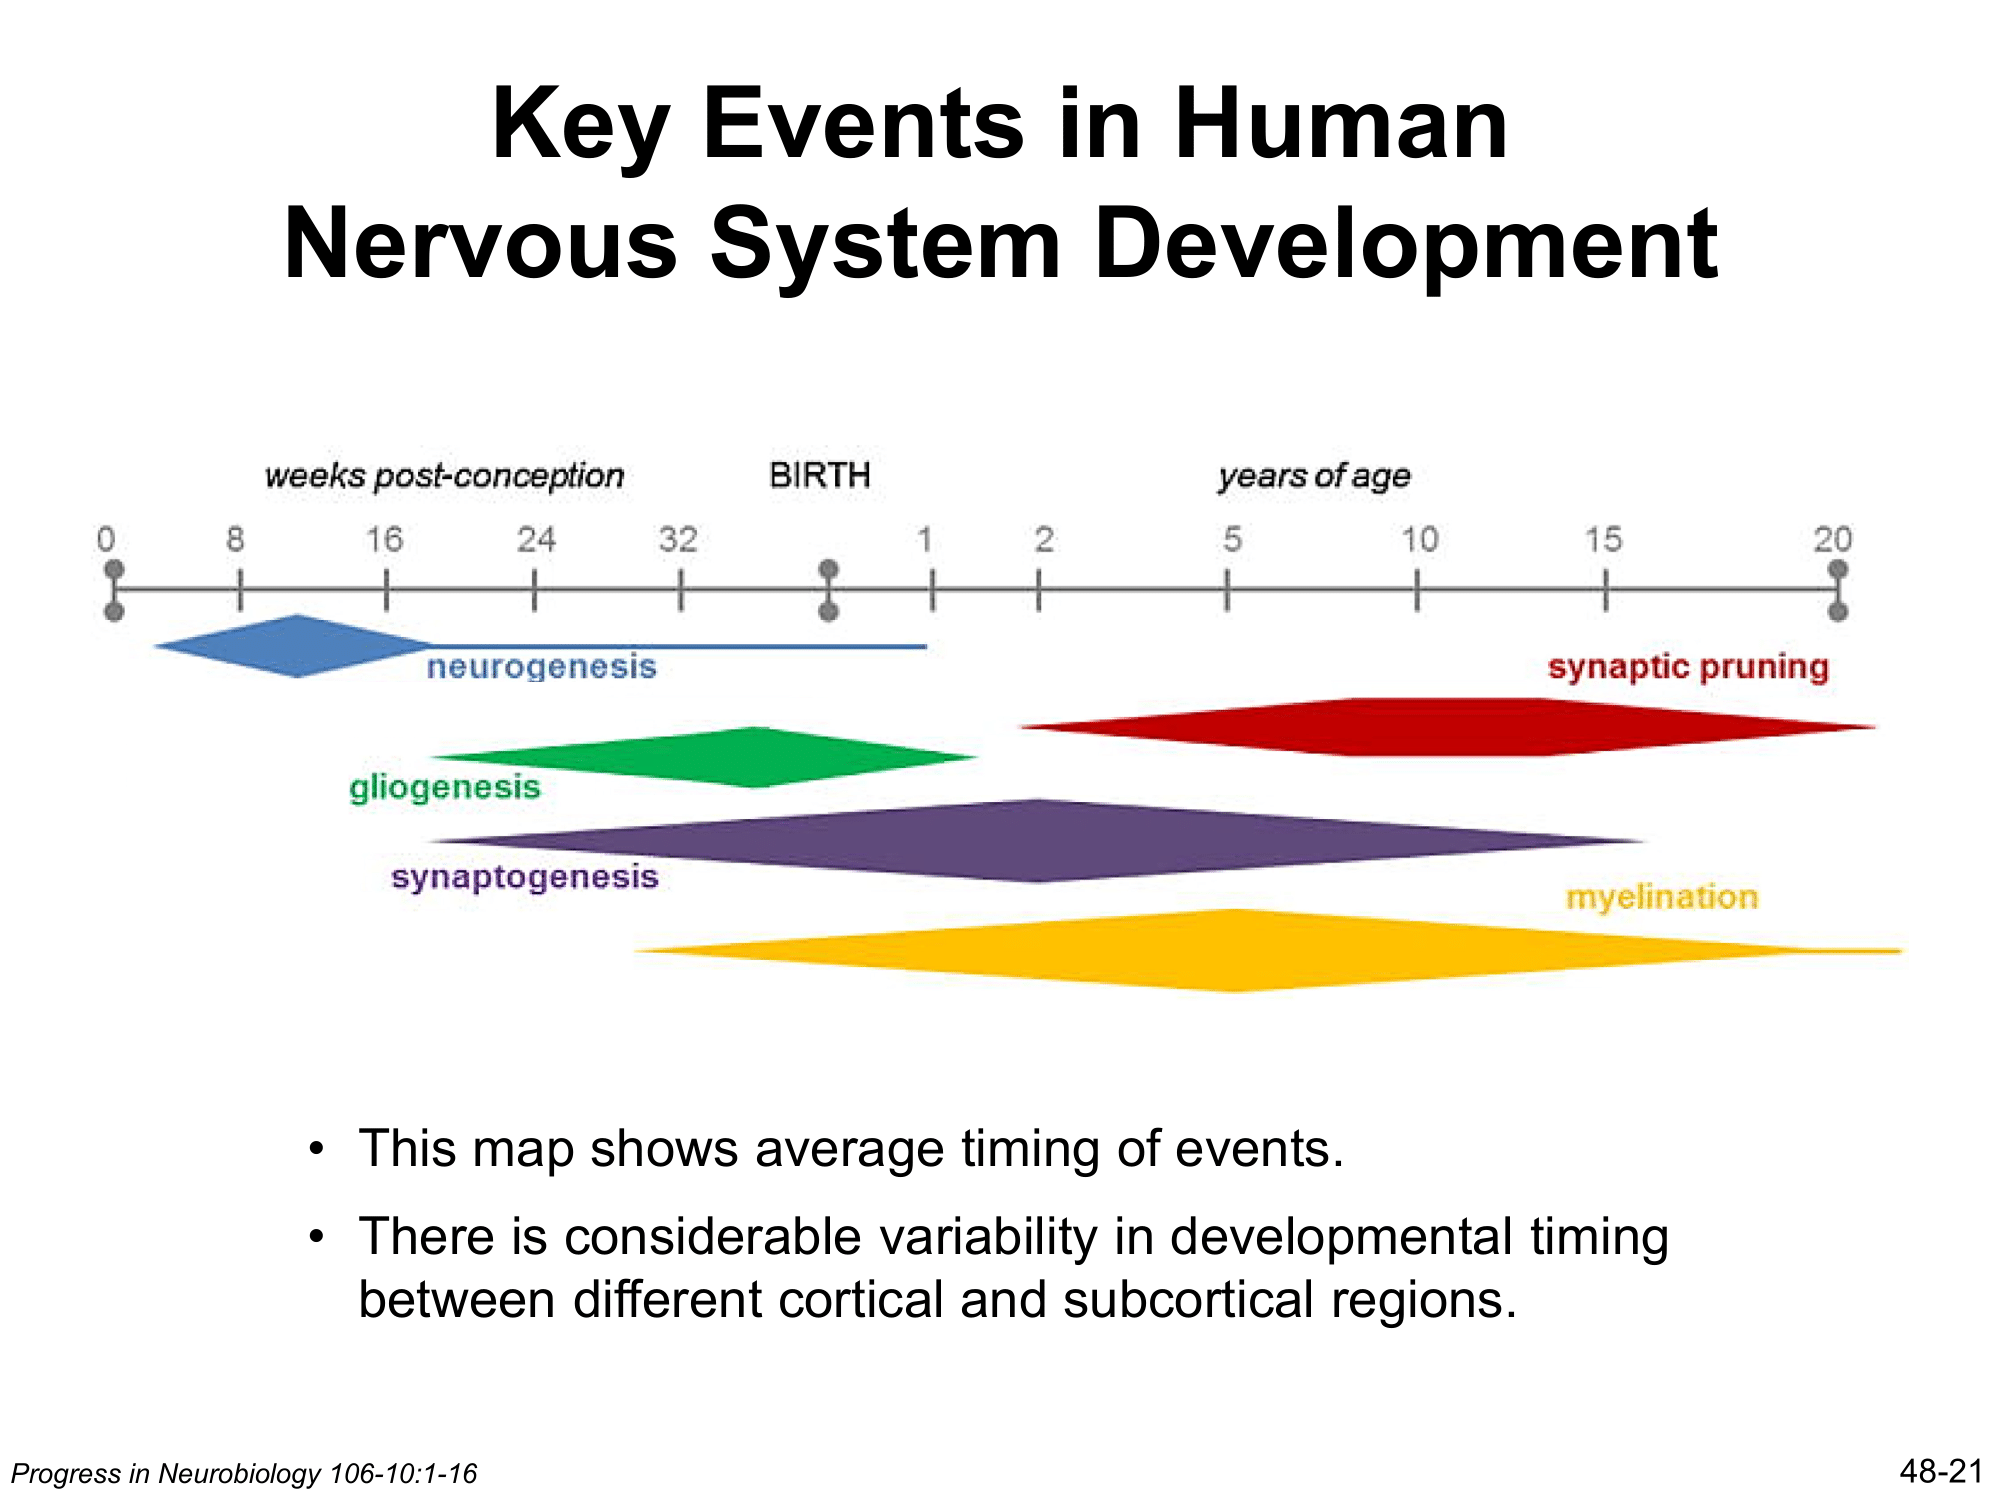 Key Events in Human
Nervous System Development
weeks post-conception BIRTH years of age
0 8 16 24 32 1 2 5 10 15 20
neurogenesis synaptic pruning
gliogenesis
synaptogenesis
myelination
• This map shows average timing of events.
• There is considerable variability in developmental timing
between different cortical and subcortical regions.
Progress in Neurobiology 106-10:1-16 48-21